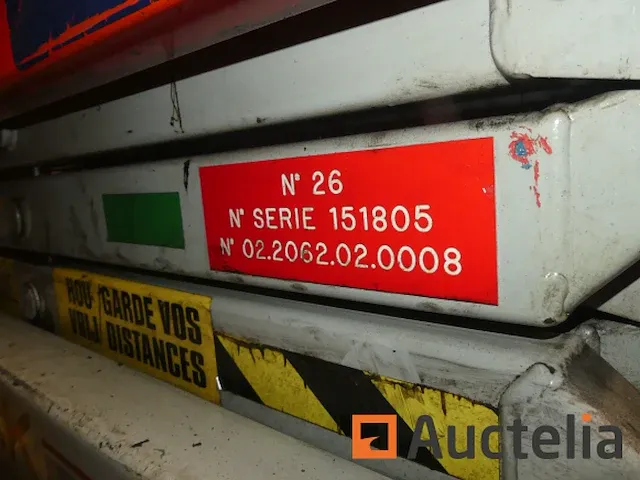 N° 26
N° SERIE 151805
N° 02.2062.02.0008
GARDE VOS
DISTANCES
Auctelia